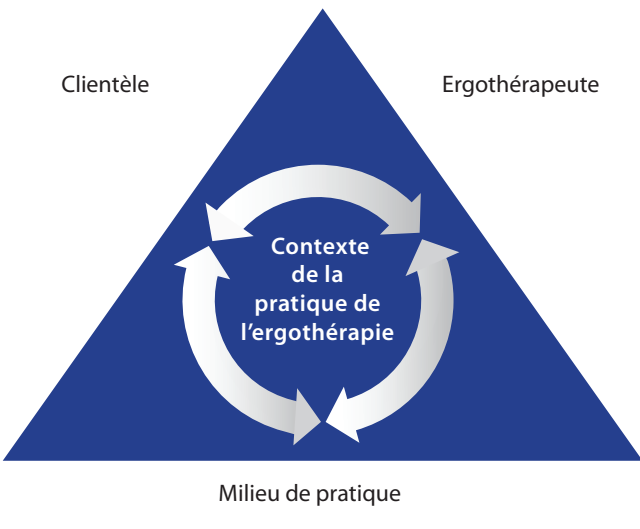 Clientèle
Ergothérapeute
Contexte
de la
pratique de
l'ergothérapie
Milieu de pratique